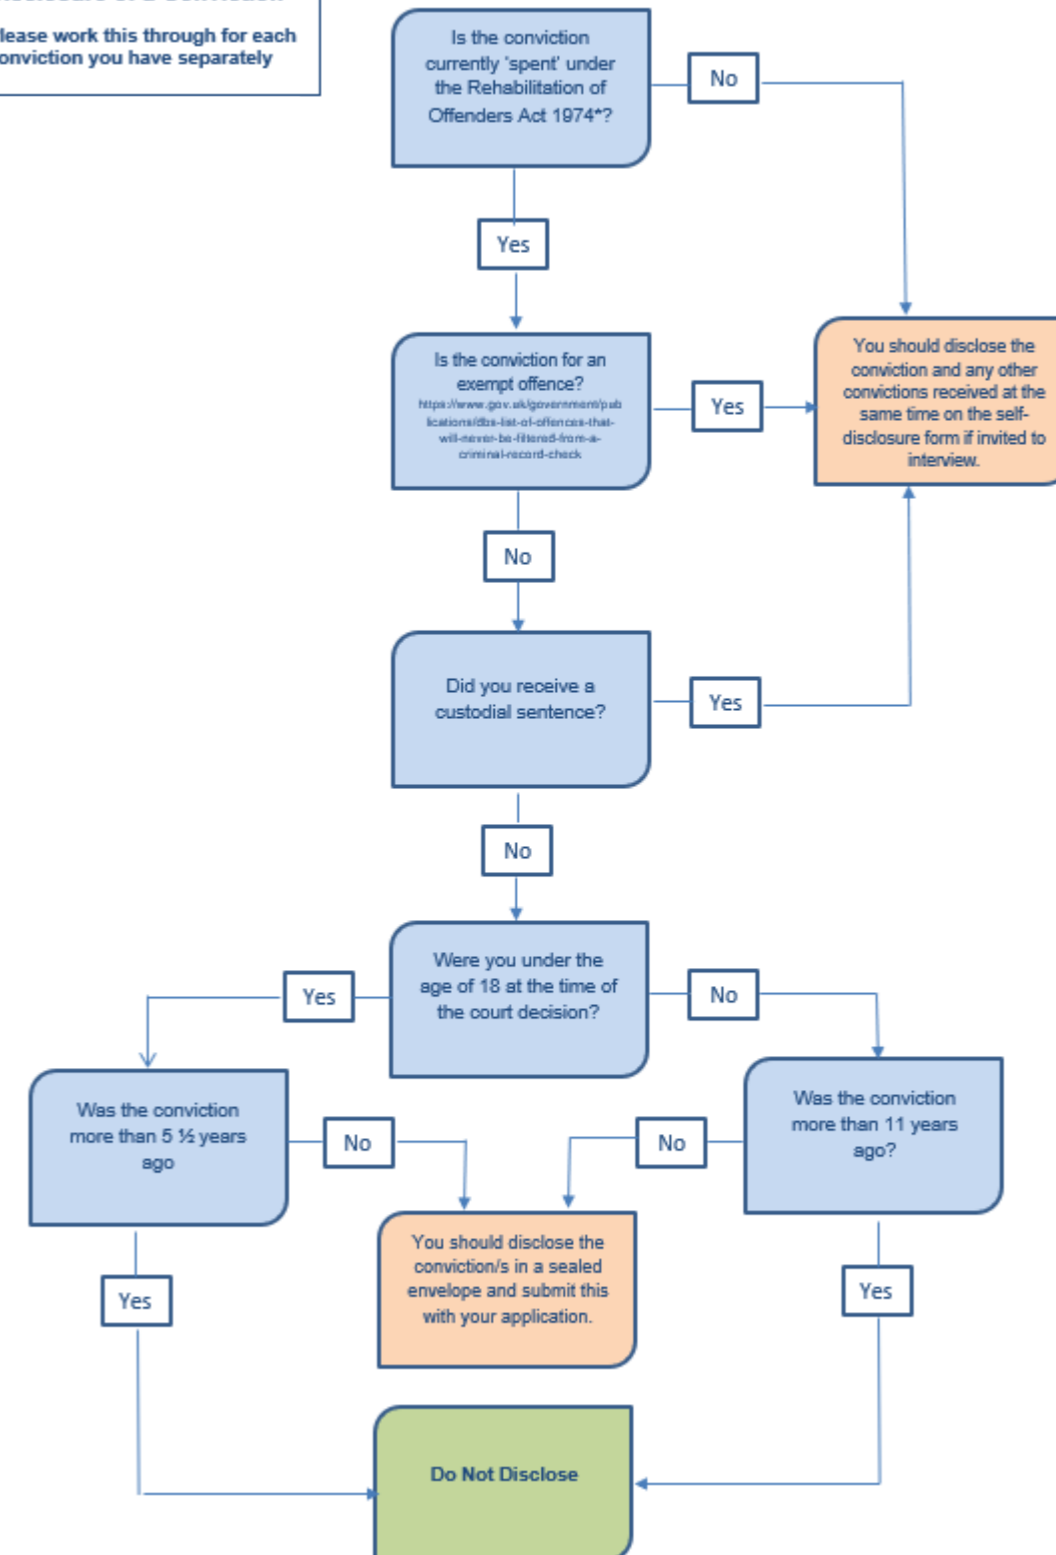 lease work this through for each
onviction you have separately
Is the conviction
currently 'spent' under
the Rehabilitation of
Offenders Act 1974*?
No
Yes
Is the conviction for an
exempt offence?
https://www.gov.uk/government/pub
lications/dbs-list-of-offences-that-
will-never-be-filtered-from-a-
criminal-record-check
Yes
You should disclose the
conviction and any other
convictions received at the
same time on the self-
disclosure form if invited to
interview.
No
Did you receive a
custodial sentence?
Yes
No
Were you under the
age of 18 at the time of
the court decision?
Yes
No
Was the conviction
more than 5 ½ years
ago
No
Was the conviction
more than 11 years
ago?
No
You should disclose the
conviction/s in a sealed
envelope and submit this
with your application.
Yes
Yes
Do Not Disclose